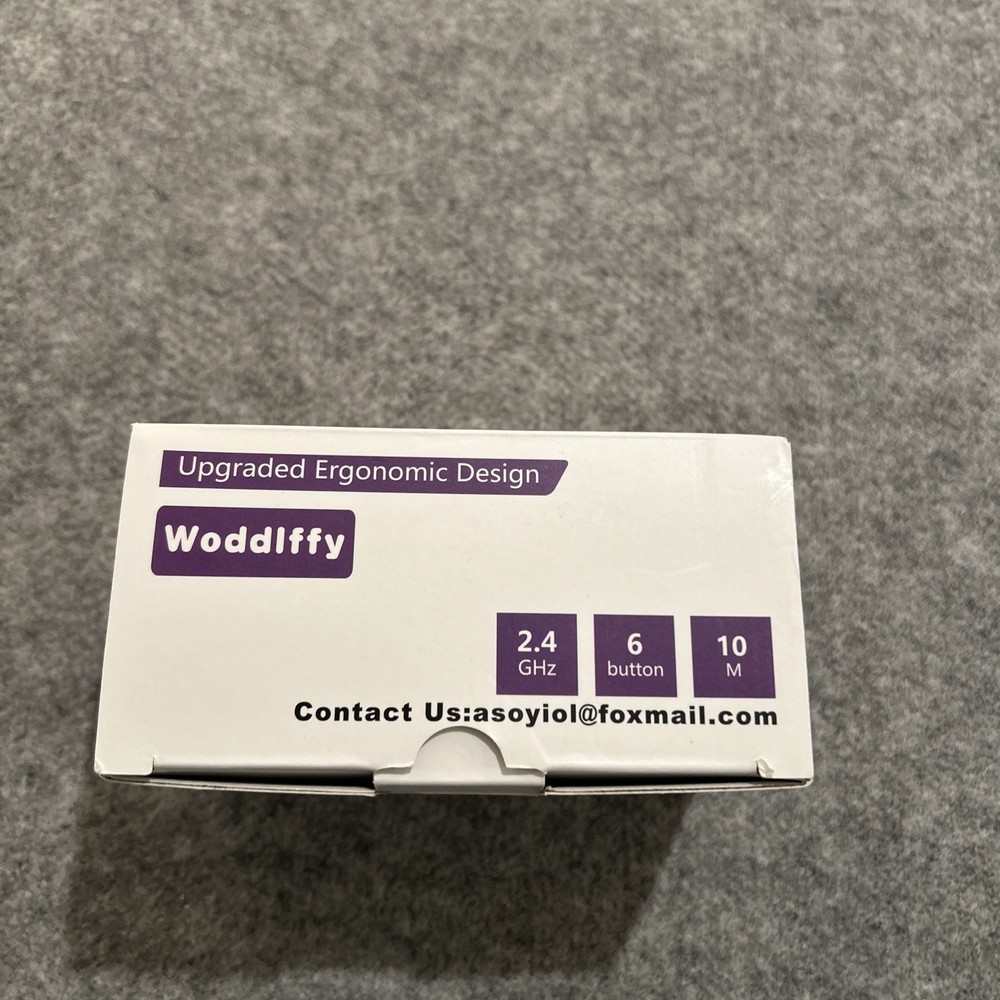 Upgraded Ergonomic Design
Woddlffy
2.4
GHz
6
button
10
M
Contact Us:asoyiol@foxmail.com